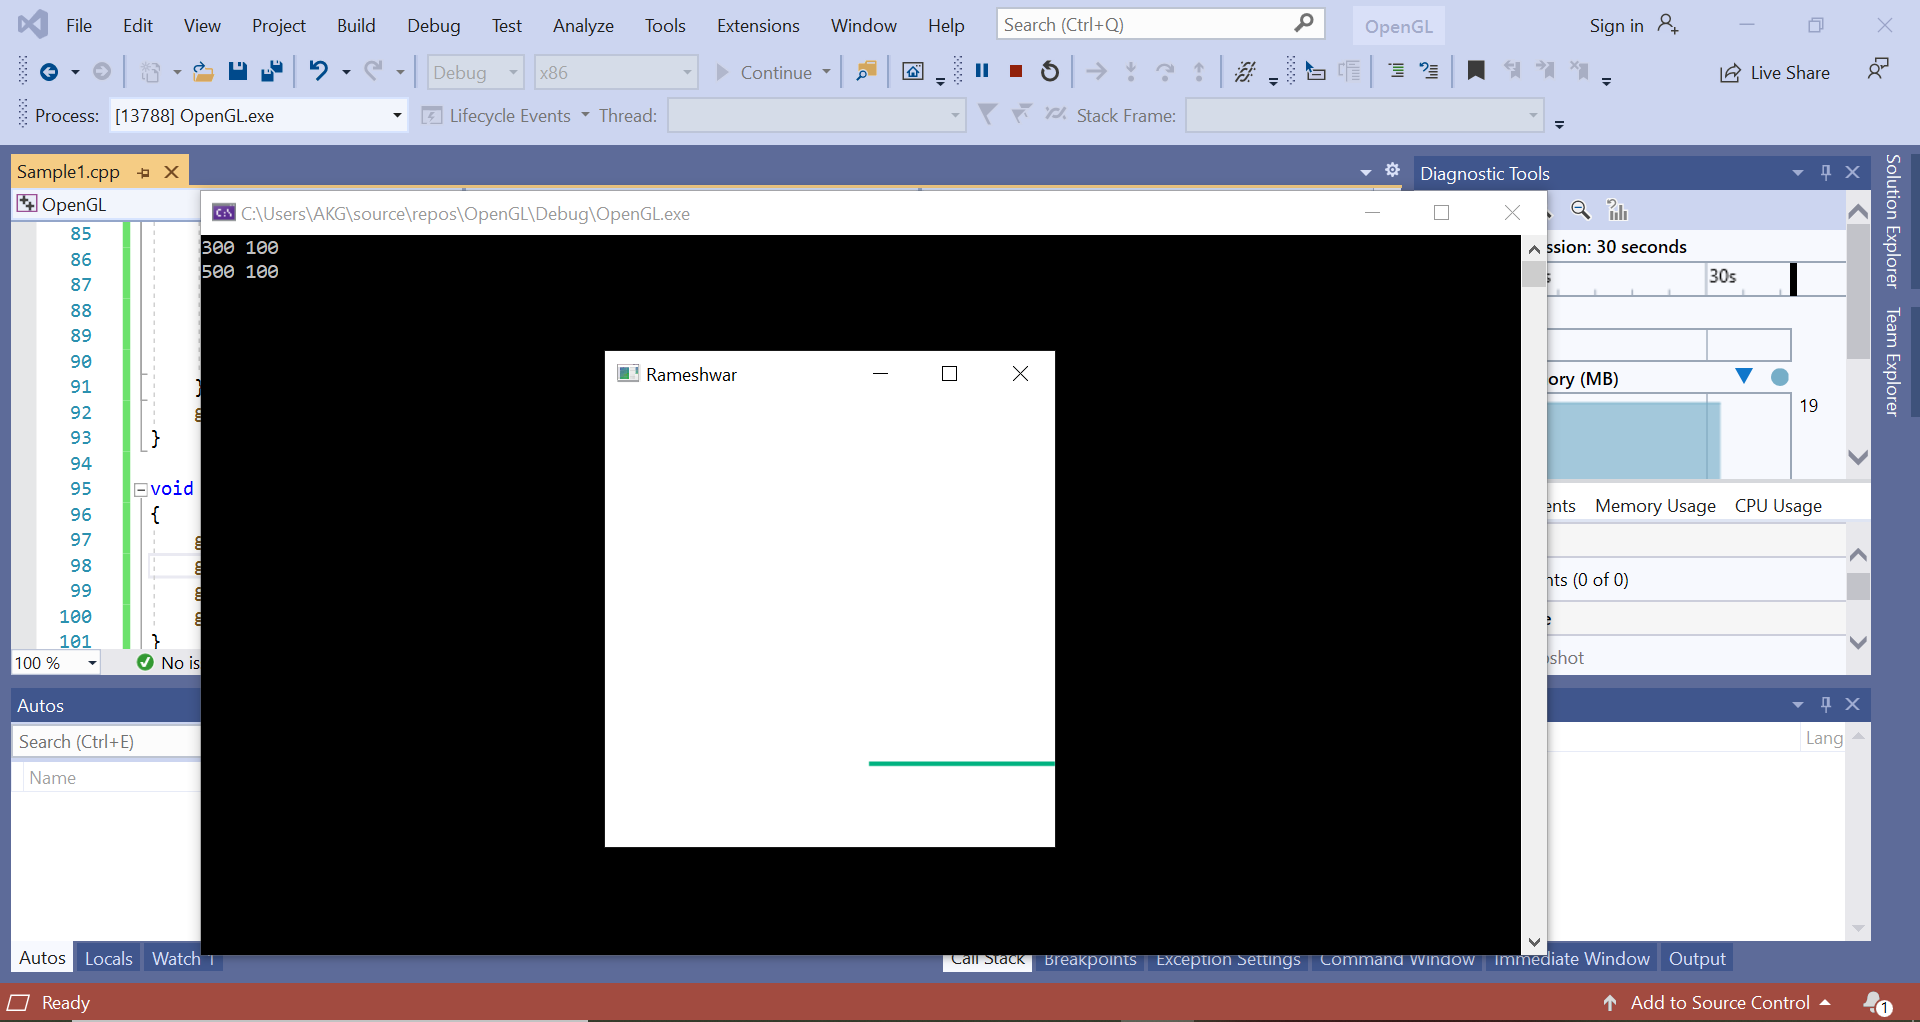 File Edit View Project Build Debug Test Analyze Tools Extensions Window Help Search (Ctrl+Q) OpenGL Sign in
Debug x86 Continue Live Share
Process: [13788] OpenGL.exe Lifecycle Events Thread: Stack Frame:
Sample1.cpp Diagnostic Tools
OpenGL
C:\Users\AKG\source\repos\OpenGL\Debug\OpenGL.exe
Solution Explorer
Team Explorer
85
86
87
88
89
90
91 }
92 g
93 }
94
95 void
96 {
97 g
98 g
99 g
100 g
101 }
100 % No is
300 100
500 100
Rameshwar
ssion: 30 seconds
s 30s
ory (MB)
19
ents Memory Usage CPU Usage
nts (0 of 0)
e
shot
Autos
Search (Ctrl+E)
Name
Lang
Autos Locals Watch 1 Call Stack Breakpoints Exception Settings Command Window Immediate Window Output
Ready Add to Source Control 1